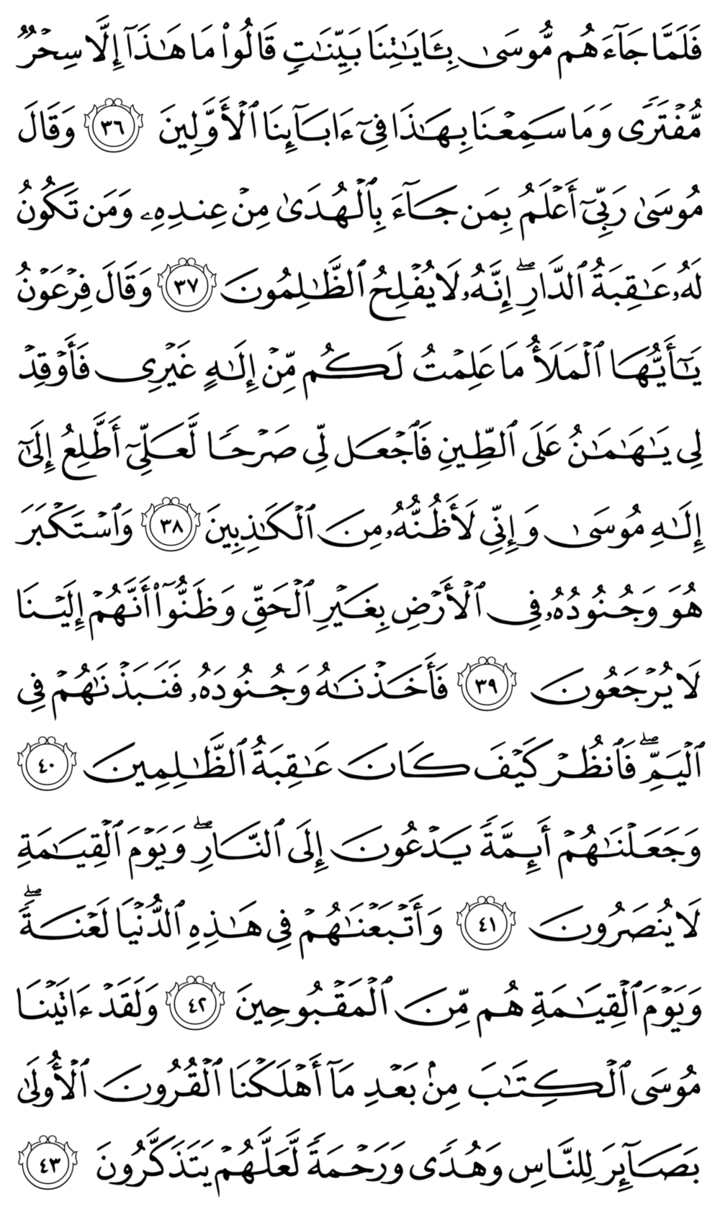 فَلَمَّا جَآءَهُم مُّوسَىٰ بِـَٔايَـٰتِنَا بَيِّنَـٰتٍ قَالُوا۟ مَا هَـٰذَآ إِلَّا سِحْرٌ
مُّفْتَرًى وَمَا سَمِعْنَا بِهَـٰذَا فِىٓ ءَابَآئِنَا ٱلْأَوَّلِينَ ٣٦ وَقَالَ
مُوسَىٰ رَبِّىٓ أَعْلَمُ بِمَن جَآءَ بِٱلْهُدَىٰ مِنْ عِندِهِۦ وَمَن تَكُونُ
لَهُۥ عَـٰقِبَةُ ٱلدَّارِ ۖ إِنَّهُۥ لَا يُفْلِحُ ٱلظَّـٰلِمُونَ ٣٧ وَقَالَ فِرْعَوْنُ
يَـٰٓأَيُّهَا ٱلْمَلَأُ مَا عَلِمْتُ لَكُم مِّنْ إِلَـٰهٍ غَيْرِى فَأَوْقِدْ
لِى يَـٰهَـٰمَـٰنُ عَلَى ٱلطِّينِ فَٱجْعَل لِّى صَرْحًا لَّعَلِّىٓ أَطَّلِعُ إِلَىٰٓ
إِلَـٰهِ مُوسَىٰ وَإِنِّى لَأَظُنُّهُۥ مِنَ ٱلْكَـٰذِبِينَ ٣٨ وَٱسْتَكْبَرَ
هُوَ وَجُنُودُهُۥ فِى ٱلْأَرْضِ بِغَيْرِ ٱلْحَقِّ وَظَنُّوٓا۟ أَنَّهُمْ إِلَيْنَا
لَا يُرْجَعُونَ ٣٩ فَأَخَذْنَـٰهُ وَجُنُودَهُۥ فَنَبَذْنَـٰهُمْ فِى
ٱلْيَمِّ ۖ فَٱنظُرْ كَيْفَ كَانَ عَـٰقِبَةُ ٱلظَّـٰلِمِينَ ٤٠
وَجَعَلْنَـٰهُمْ أَئِمَّةً يَدْعُونَ إِلَى ٱلنَّارِ ۖ وَيَوْمَ ٱلْقِيَـٰمَةِ
لَا يُنصَرُونَ ٤١ وَأَتْبَعْنَـٰهُمْ فِى هَـٰذِهِ ٱلدُّنْيَا لَعْنَةً ۖ
وَيَوْمَ ٱلْقِيَـٰمَةِ هُم مِّنَ ٱلْمَقْبُوحِينَ ٤٢ وَلَقَدْ ءَاتَيْنَا
مُوسَى ٱلْكِتَـٰبَ مِنۢ بَعْدِ مَآ أَهْلَكْنَا ٱلْقُرُونَ ٱلْأُولَىٰ
بَصَآئِرَ لِلنَّاسِ وَهُدًى وَرَحْمَةً لَّعَلَّهُمْ يَتَذَكَّرُونَ ٤٣